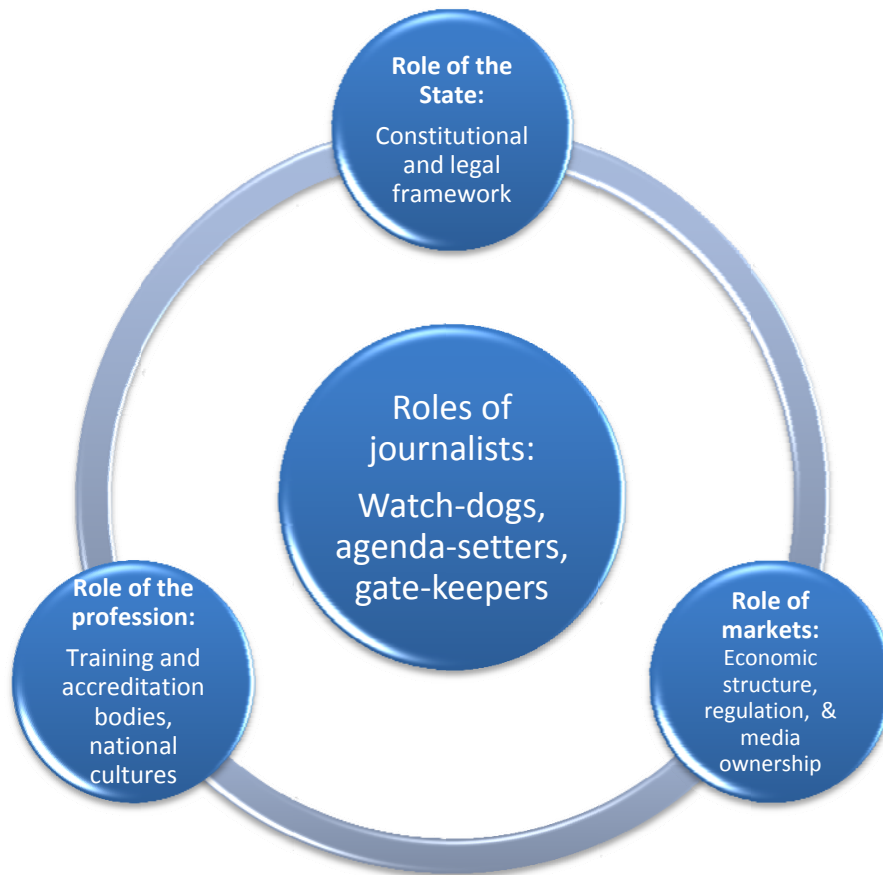 Role of the
State:
Constitutional
and legal
framework
Roles of
journalists:
Watch-dogs,
agenda-setters,
gate-keepers
Role of the
profession:
Training and
accreditation
bodies,
national
cultures
Role of
markets:
Economic
structure,
regulation, &
media
ownership